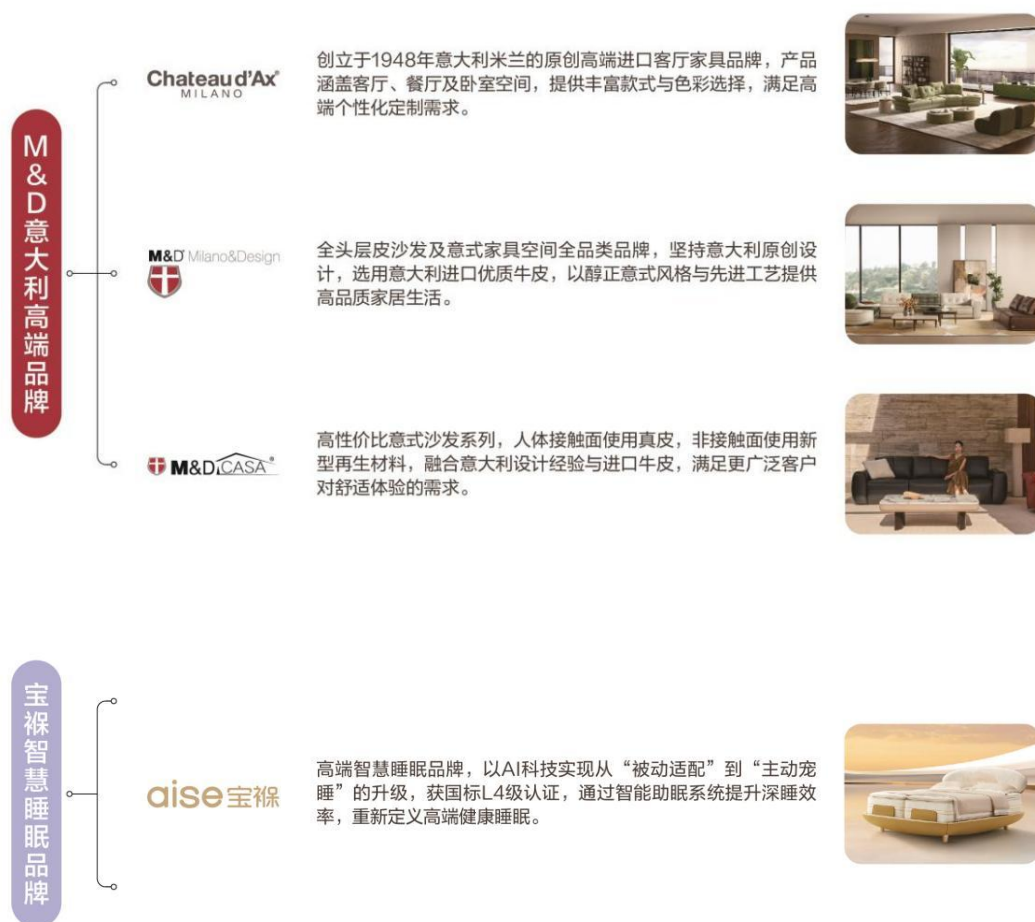 M&D意大利高端品牌
Chateau d'Ax®
MILANO
创立于1948年意大利米兰的原创高端进口客厅家具品牌，产品
涵盖客厅、餐厅及卧室空间，提供丰富款式与色彩选择，满足高
端个性化定制需求。
M&D® Milano&Design
全头层皮沙发及意式家具空间全品类品牌，坚持意大利原创设
计，选用意大利进口优质牛皮，以醇正意式风格与先进工艺提供
高品质家居生活。
M&D CASA®
高性价比意式沙发系列，人体接触面使用真皮，非接触面使用新
型再生材料，融合意大利设计经验与进口牛皮，满足更广泛客户
对舒适体验的需求。
宝褓智慧睡眠品牌
aise宝褓
高端智慧睡眠品牌，以AI科技实现从“被动适配”到“主动宠
睡”的升级，获国标L4级认证，通过智能助眠系统提升深睡效
率，重新定义高端健康睡眠。